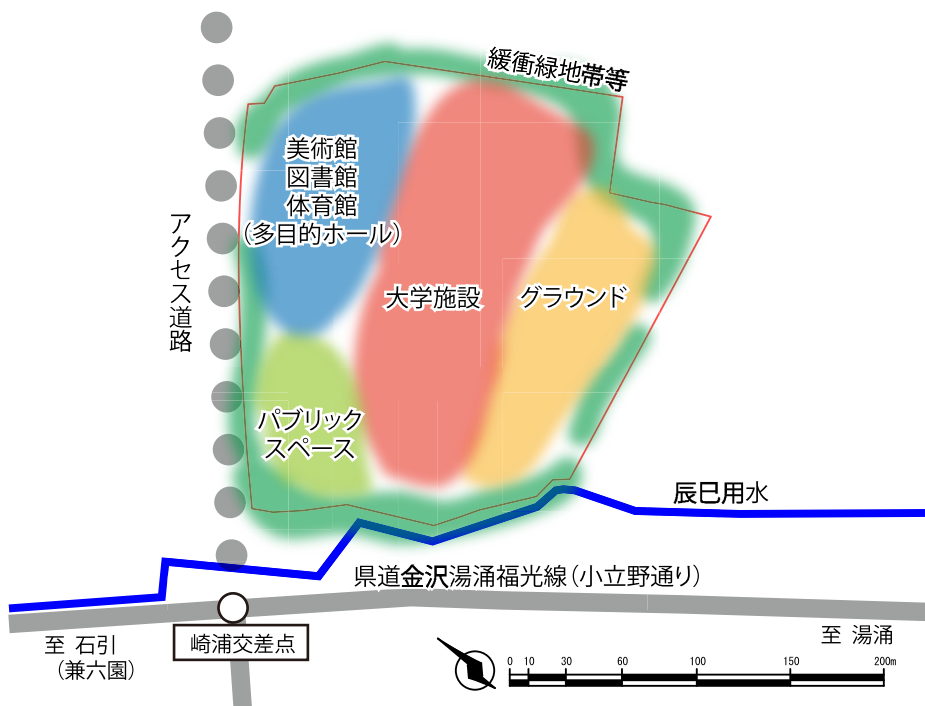 緩衝緑地帯等
美術館
図書館
体育館
（多目的ホール）
アクセス道路
大学施設
グラウンド
パブリック
スペース
辰巳用水
県道金沢湯涌福光線（小立野通り）
至 石引
（兼六園）
崎浦交差点
至 湯涌
0 10 30 60 100 150 200m